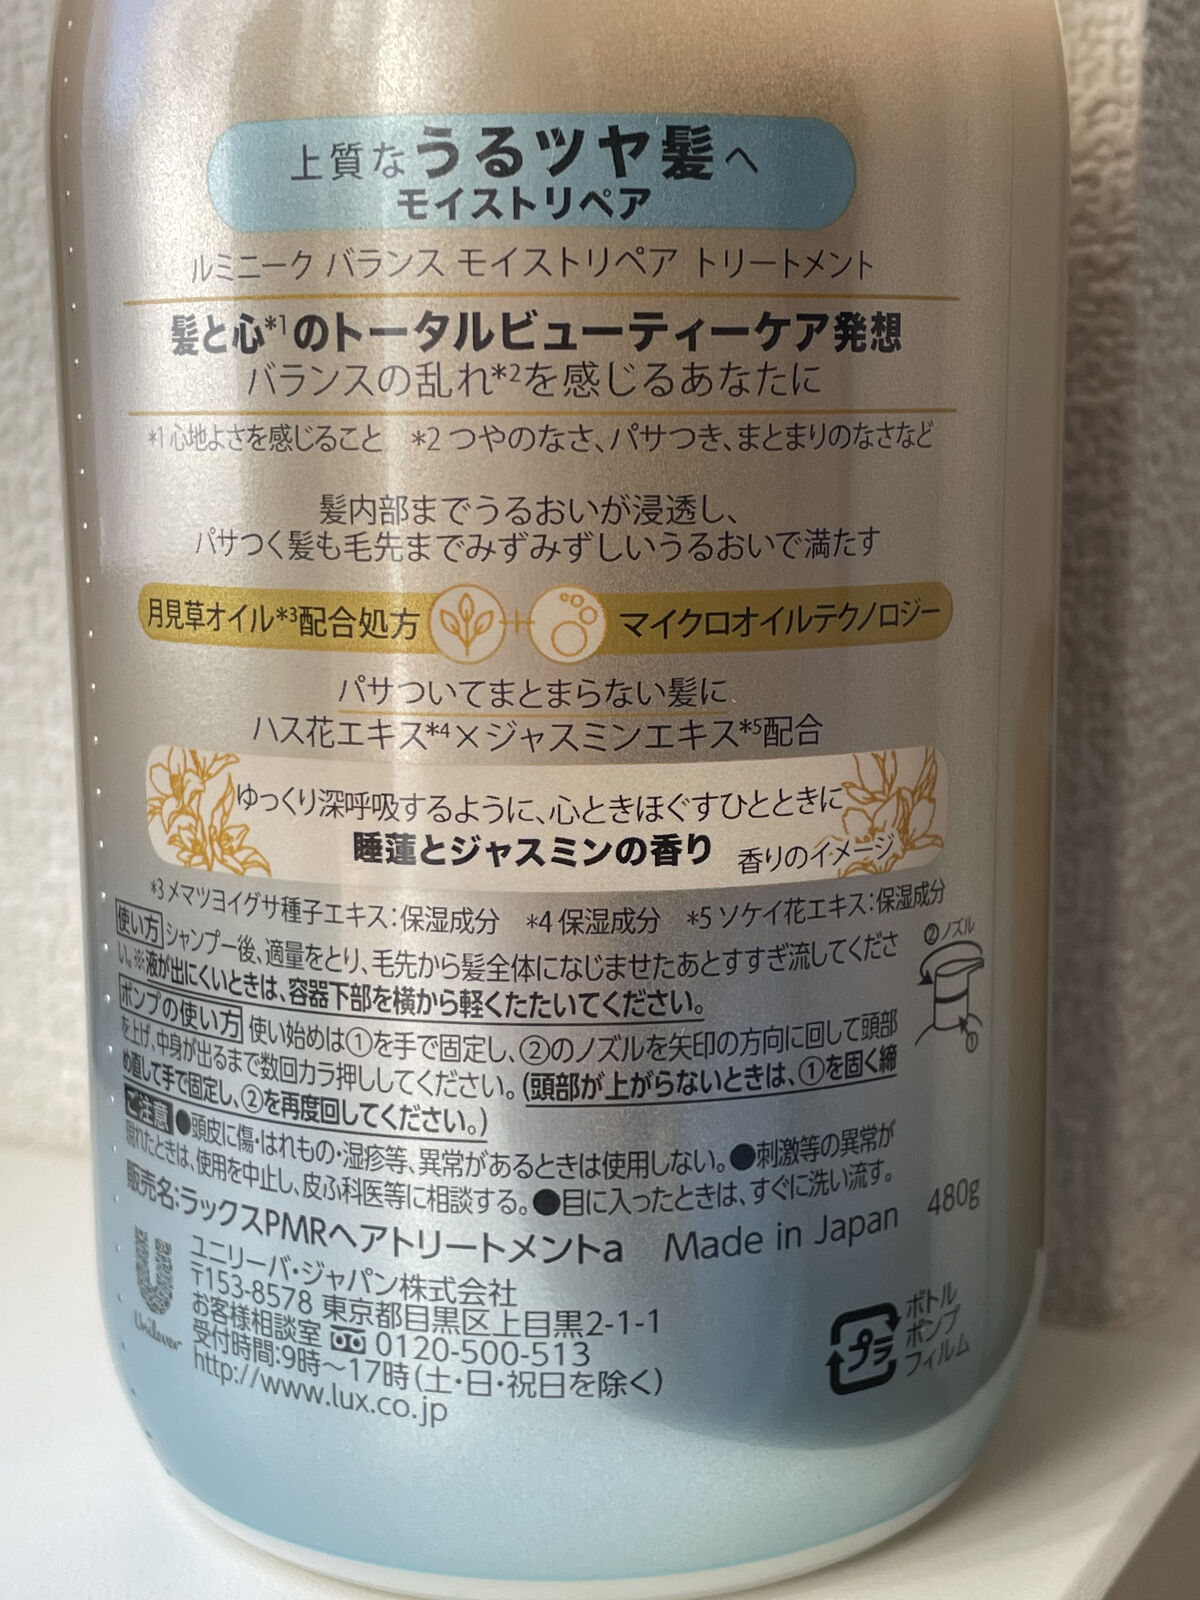 上質なうるツヤ髪へ
モイストリペア
ルミニーク バランス モイストリペア トリートメント
髪と心*1のトータルビューティーケア発想
バランスの乱れ*2を感じるあなたに
*1 心地よさを感じること *2 つやのなさ、パサつき、まとまりのなさなど
髪内部までうるおいが浸透し、
パサつく髪も毛先までみずみずしいうるおいで満たす
月見草オイル*3配合処方 + マイクロオイルテクノロジー
パサついてまとまらない髪に
ハス花エキス*4×ジャスミンエキス*5配合
ゆっくり深呼吸するように、心ときほぐすひとときに
睡蓮とジャスミンの香り 香りのイメージ
*3 メマツヨイグサ種子エキス:保湿成分 *4 保湿成分 *5 ソケイ花エキス:保湿成分
使い方 シャンプー後、適量をとり、毛先から髪全体になじませたあとすすぎ流してくださ
い。※液が出にくいときは、容器下部を横から軽くたたいてください。
ポンプの使い方 使い始めは①を手で固定し、②のノズルを矢印の方向に回して頭部
を上げ、中身が出るまで数回カラ押ししてください。(頭部が上がらないときは、①を固く締
め直して手で固定し、②を再度回してください。)
②ノズル
①
ご注意 ●頭皮に傷・はれもの・湿疹等、異常があるときは使用しない。●刺激等の異常が
現れたときは、使用を中止し、皮ふ科医等に相談する。●目に入ったときは、すぐに洗い流す。
販売名:ラックスPMRヘアトリートメントa Made in Japan 480g
Unilever
ユニリーバ・ジャパン株式会社
〒153-8578 東京都目黒区上目黒2-1-1
お客様相談室 0120-500-513
受付時間:9時〜17時(土・日・祝日を除く)
http://www.lux.co.jp
プラ
ボトル
ポンプ
フィルム